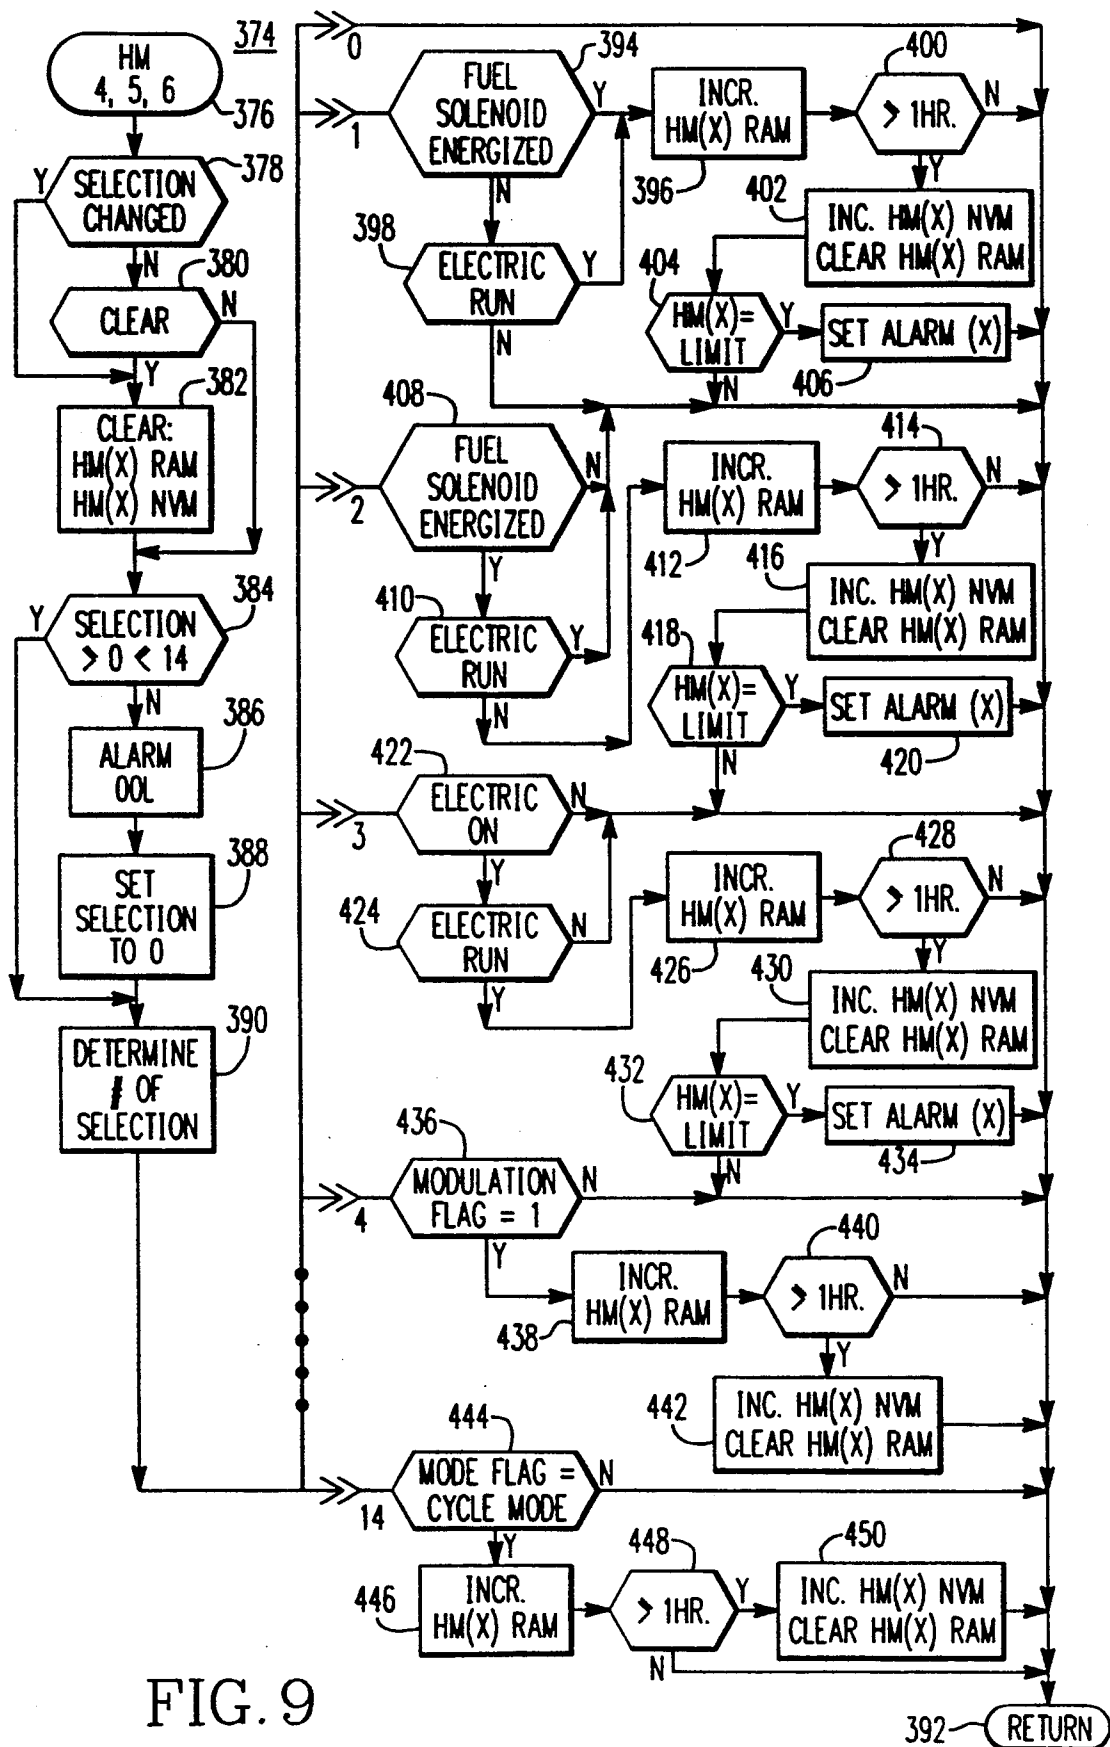 374
HM
4, 5, 6
376
378
Y
SELECTION
CHANGED
N
380
CLEAR
N
Y
382
CLEAR:
HM(X) RAM
HM(X) NVM
384
Y
SELECTION
> 0 < 14
N
386
ALARM
OOL
388
SET
SELECTION
TO 0
390
DETERMINE
# OF
SELECTION
0
1
394
FUEL
SOLENOID
ENERGIZED
Y
N
INCR.
HM(X) RAM
396
400
> 1HR.
N
Y
398
ELECTRIC
RUN
Y
N
402
INC. HM(X) NVM
CLEAR HM(X) RAM
404
HM(X)=
LIMIT
Y
N
SET ALARM (X)
406
2
408
FUEL
SOLENOID
ENERGIZED
N
Y
INCR.
HM(X) RAM
412
414
> 1HR.
N
Y
410
ELECTRIC
RUN
Y
N
416
INC. HM(X) NVM
CLEAR HM(X) RAM
418
HM(X)=
LIMIT
Y
N
SET ALARM (X)
420
3
422
ELECTRIC
ON
N
Y
424
ELECTRIC
RUN
N
Y
INCR.
HM(X) RAM
426
428
> 1HR.
N
Y
430
INC. HM(X) NVM
CLEAR HM(X) RAM
432
HM(X)=
LIMIT
Y
N
SET ALARM (X)
434
4
436
MODULATION
FLAG = 1
N
Y
INCR.
HM(X) RAM
438
440
> 1HR.
N
Y
442
INC. HM(X) NVM
CLEAR HM(X) RAM
14
444
MODE FLAG =
CYCLE MODE
N
Y
446
INCR.
HM(X) RAM
448
> 1HR.
Y
N
450
INC. HM(X) NVM
CLEAR HM(X) RAM
392
RETURN
FIG. 9